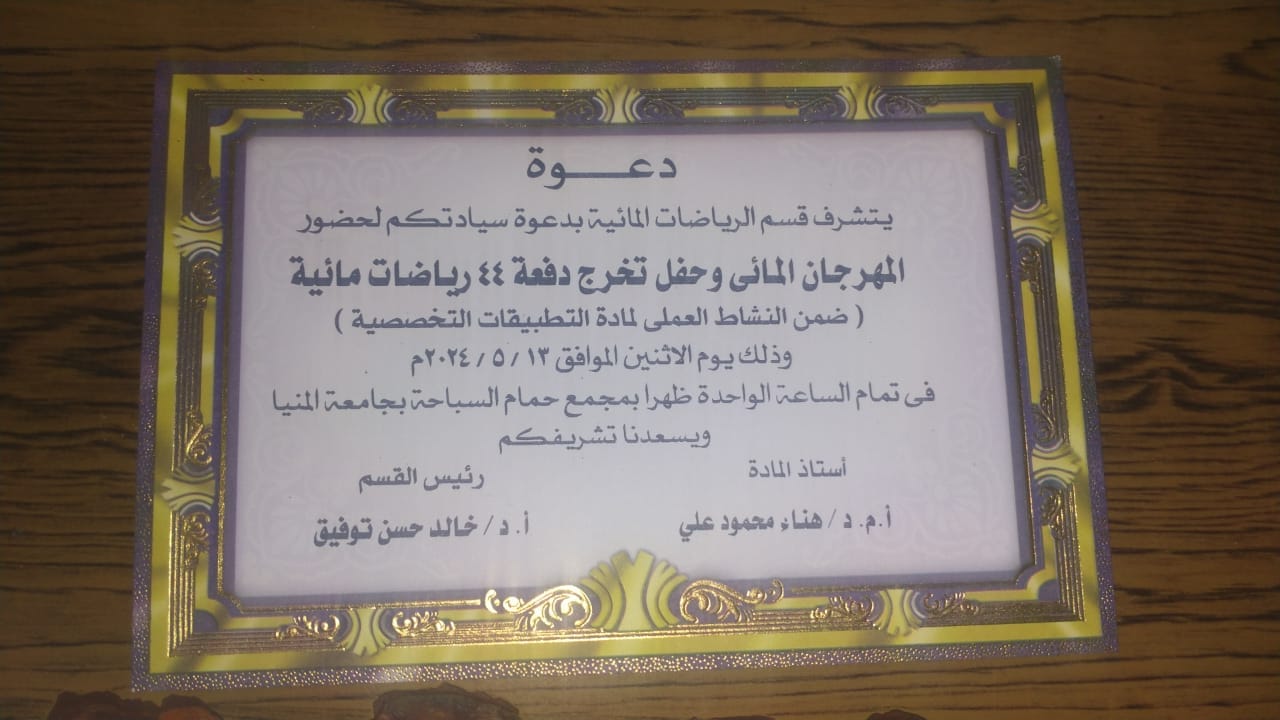 دعـــــوة
يتشرف قسم الرياضات المائية بدعوة سيادتكم لحضور
المهرجان المائى وحفل تخرج دفعة ٤٤ رياضات مائية
( ضمن النشاط العملى لمادة التطبيقات التخصصية )
وذلك يوم الاثنين الموافق ١٣ / ٥ / ٢٠٢٤م
فى تمام الساعة الواحدة ظهرا بمجمع حمام السباحة بجامعة المنيا
ويسعدنا تشريفكم
أستاذ المادة رئيس القسم
أ.م. د/ هناء محمود علي أ. د/ خالد حسن توفيق